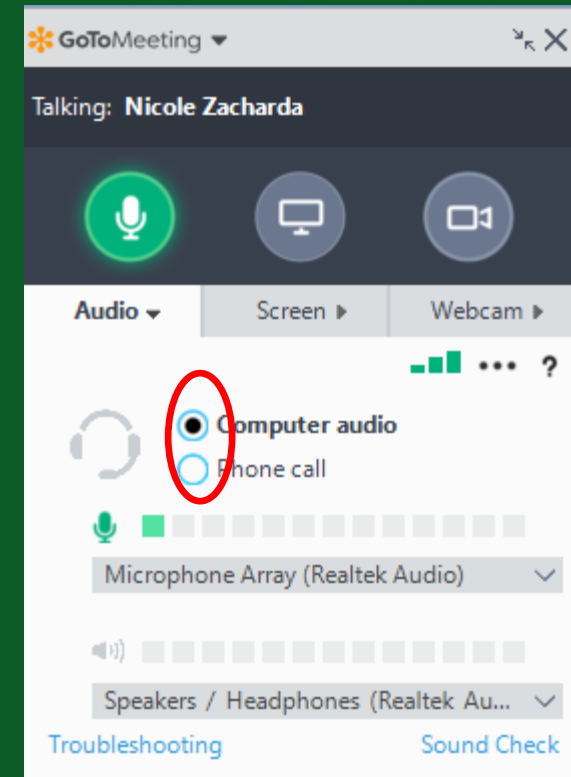 GoToMeeting
Talking: Nicole Zacharda
Audio Screen Webcam
?
Computer audio
Phone call
Microphone Array (Realtek Audio)
Speakers / Headphones (Realtek Au...
Troubleshooting Sound Check